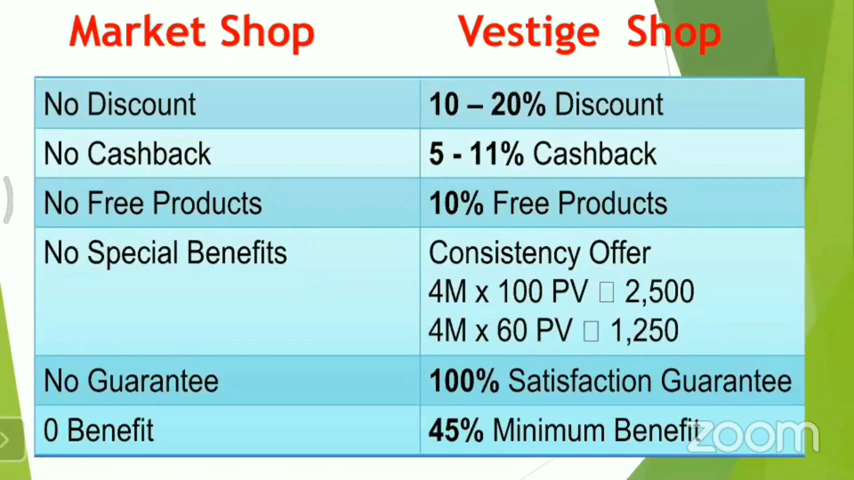 Market Shop
Vestige Shop
No Discount
10 – 20% Discount
No Cashback
5 - 11% Cashback
No Free Products
10% Free Products
No Special Benefits
Consistency Offer
4M x 100 PV □ 2,500
4M x 60 PV □ 1,250
No Guarantee
100% Satisfaction Guarantee
0 Benefit
45% Minimum Benefit
zoom